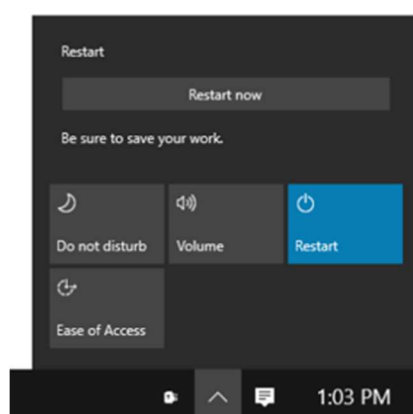 Restart
Restart now
Be sure to save your work.
Do not disturb
Volume
Restart
Ease of Access
1:03 PM